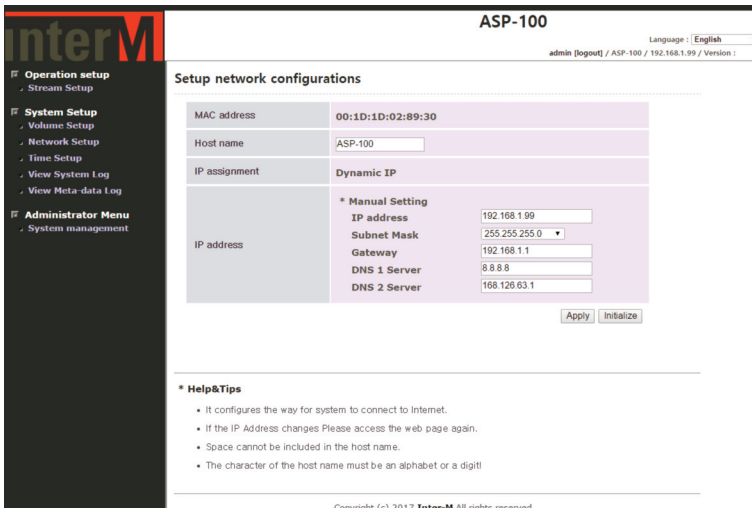 InterM
ASP-100
Language : English
admin [logout] / ASP-100 / 192.168.1.99 / Version :
Operation setup
Stream Setup
System Setup
Volume Setup
Network Setup
Time Setup
View System Log
View Meta-data Log
Administrator Menu
System management
Setup network configurations
MAC address 00:1D:1D:02:89:30
Host name ASP-100
IP assignment Dynamic IP
IP address
* Manual Setting
IP address 192.168.1.99
Subnet Mask 255.255.255.0
Gateway 192.168.1.1
DNS 1 Server 8.8.8.8
DNS 2 Server 168.126.63.1
Apply Initialize
* Help&Tips
• It configures the way for system to connect to Internet.
• If the IP Address changes Please access the web page again.
• Space cannot be included in the host name.
• The character of the host name must be an alphabet or a digit!
Copyright (c) 2017 Inter-M All rights reserved